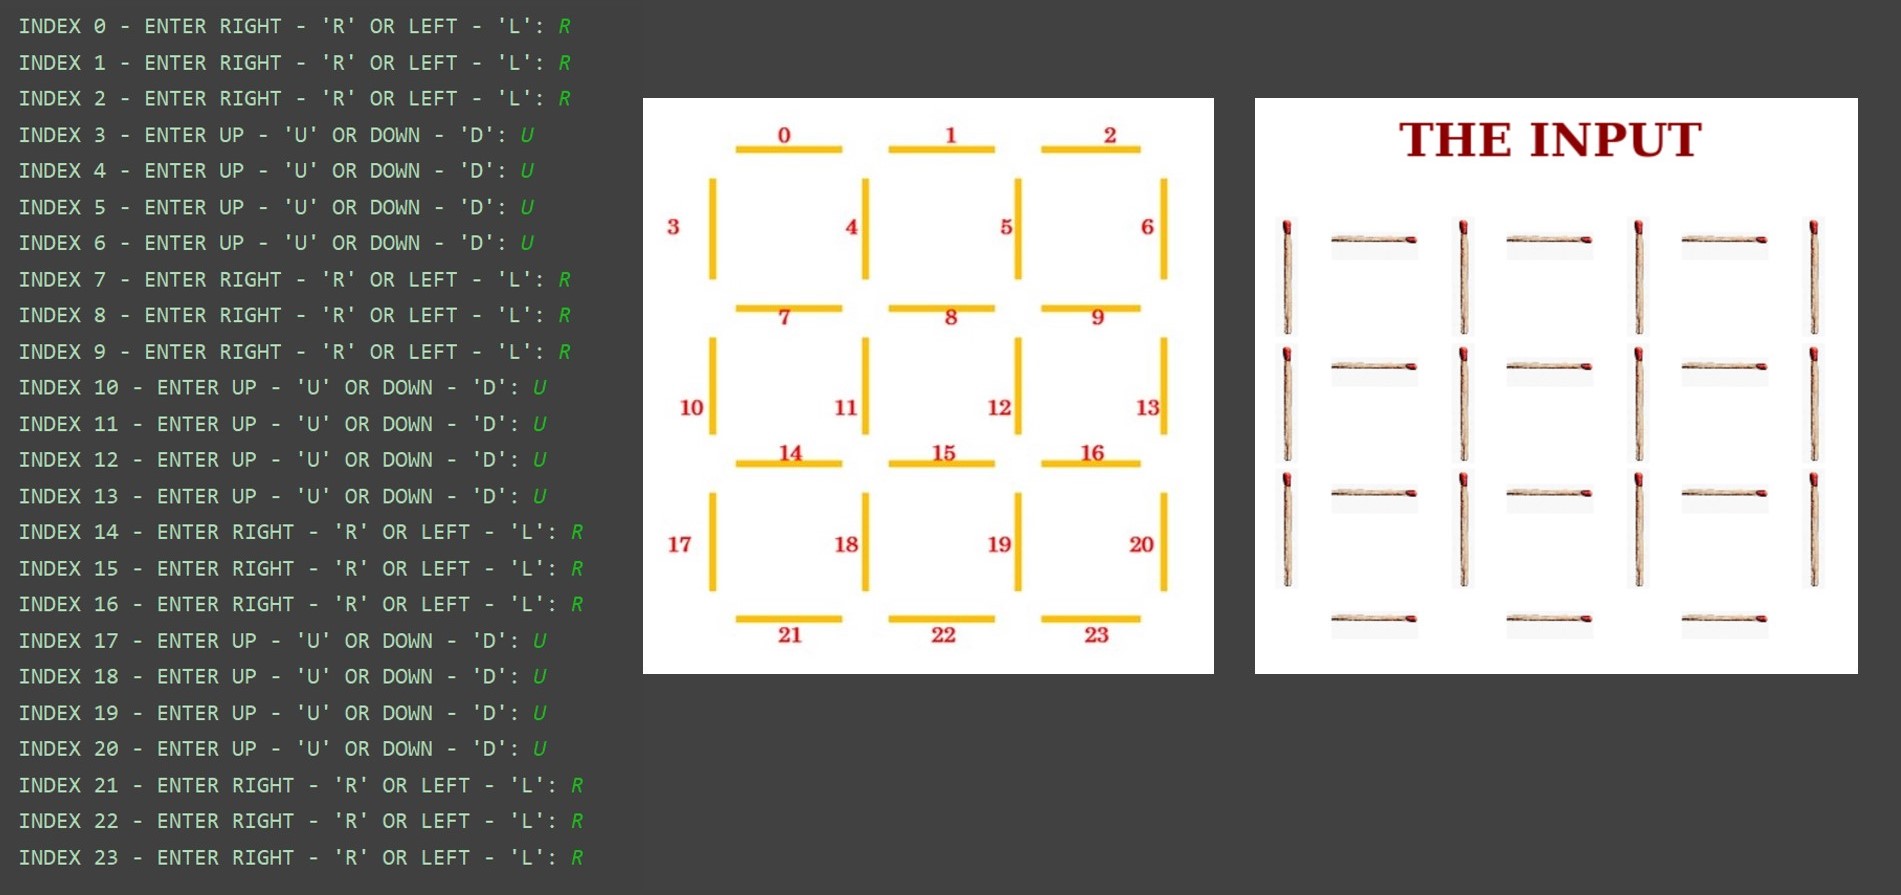 INDEX 0 - ENTER RIGHT - 'R' OR LEFT - 'L': R
INDEX 1 - ENTER RIGHT - 'R' OR LEFT - 'L': R
INDEX 2 - ENTER RIGHT - 'R' OR LEFT - 'L': R
INDEX 3 - ENTER UP - 'U' OR DOWN - 'D': U
INDEX 4 - ENTER UP - 'U' OR DOWN - 'D': U
INDEX 5 - ENTER UP - 'U' OR DOWN - 'D': U
INDEX 6 - ENTER UP - 'U' OR DOWN - 'D': U
INDEX 7 - ENTER RIGHT - 'R' OR LEFT - 'L': R
INDEX 8 - ENTER RIGHT - 'R' OR LEFT - 'L': R
INDEX 9 - ENTER RIGHT - 'R' OR LEFT - 'L': R
INDEX 10 - ENTER UP - 'U' OR DOWN - 'D': U
INDEX 11 - ENTER UP - 'U' OR DOWN - 'D': U
INDEX 12 - ENTER UP - 'U' OR DOWN - 'D': U
INDEX 13 - ENTER UP - 'U' OR DOWN - 'D': U
INDEX 14 - ENTER RIGHT - 'R' OR LEFT - 'L': R
INDEX 15 - ENTER RIGHT - 'R' OR LEFT - 'L': R
INDEX 16 - ENTER RIGHT - 'R' OR LEFT - 'L': R
INDEX 17 - ENTER UP - 'U' OR DOWN - 'D': U
INDEX 18 - ENTER UP - 'U' OR DOWN - 'D': U
INDEX 19 - ENTER UP - 'U' OR DOWN - 'D': U
INDEX 20 - ENTER UP - 'U' OR DOWN - 'D': U
INDEX 21 - ENTER RIGHT - 'R' OR LEFT - 'L': R
INDEX 22 - ENTER RIGHT - 'R' OR LEFT - 'L': R
INDEX 23 - ENTER RIGHT - 'R' OR LEFT - 'L': R
0 1 2
3 4 5 6
7 8 9
10 11 12 13
14 15 16
17 18 19 20
21 22 23
THE INPUT